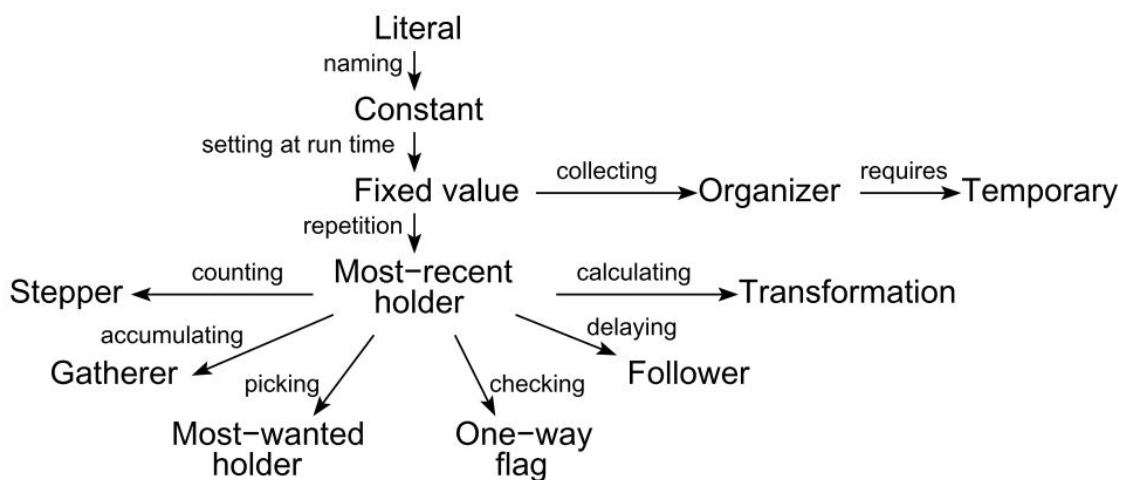 Literal
naming
Constant
setting at run time
Fixed value
collecting
Organizer
requires
Temporary
repetition
Most−recent
holder
counting
calculating
Stepper
Transformation
accumulating
delaying
Gatherer
picking
checking
Follower
Most−wanted
holder
One−way
flag